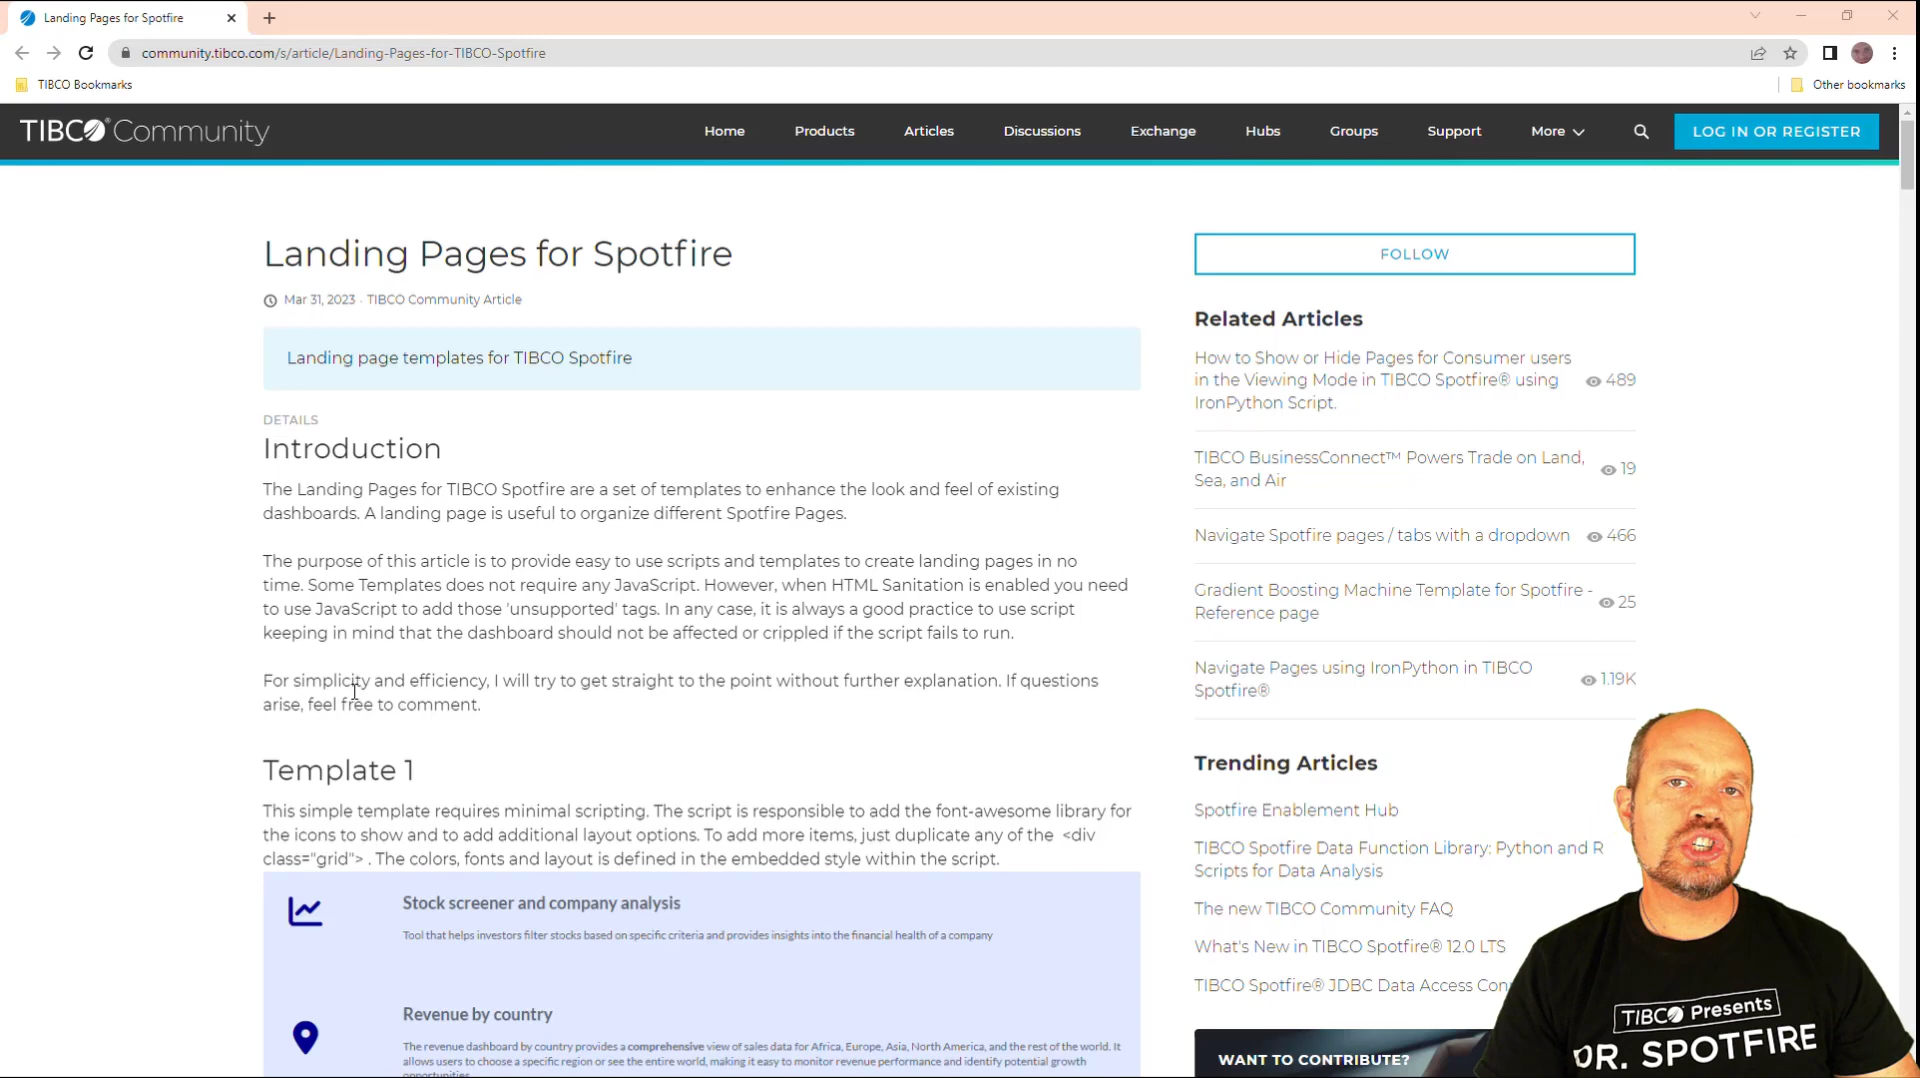 Landing Pages for Spotfire
community.tibco.com/s/article/Landing-Pages-for-TIBCO-Spotfire
TIBCO Bookmarks
Other bookmarks
TIBCO® Community
Home
Products
Articles
Discussions
Exchange
Hubs
Groups
Support
More
LOG IN OR REGISTER
Landing Pages for Spotfire
Mar 31, 2023 · TIBCO Community Article
Landing page templates for TIBCO Spotfire
DETAILS
Introduction
The Landing Pages for TIBCO Spotfire are a set of templates to enhance the look and feel of existing
dashboards. A landing page is useful to organize different Spotfire Pages.
The purpose of this article is to provide easy to use scripts and templates to create landing pages in no
time. Some Templates does not require any JavaScript. However, when HTML Sanitation is enabled you need
to use JavaScript to add those 'unsupported' tags. In any case, it is always a good practice to use script
keeping in mind that the dashboard should not be affected or crippled if the script fails to run.
For simplicity and efficiency, I will try to get straight to the point without further explanation. If questions
arise, feel free to comment.
Template 1
This simple template requires minimal scripting. The script is responsible to add the font-awesome library for
the icons to show and to add additional layout options. To add more items, just duplicate any of the <div
class="grid"> . The colors, fonts and layout is defined in the embedded style within the script.
Stock screener and company analysis
Tool that helps investors filter stocks based on specific criteria and provides insights into the financial health of a company
Revenue by country
The revenue dashboard by country provides a comprehensive view of sales data for Africa, Europe, Asia, North America, and the rest of the world. It
allows users to choose a specific region or see the entire world, making it easy to monitor revenue performance and identify potential growth
opportunities.
FOLLOW
Related Articles
How to Show or Hide Pages for Consumer users
in the Viewing Mode in TIBCO Spotfire® using
IronPython Script.
489
TIBCO BusinessConnect™ Powers Trade on Land,
Sea, and Air
19
Navigate Spotfire pages / tabs with a dropdown
466
Gradient Boosting Machine Template for Spotfire -
Reference page
25
Navigate Pages using IronPython in TIBCO
Spotfire®
1.19K
Trending Articles
Spotfire Enablement Hub
TIBCO Spotfire Data Function Library: Python and R
Scripts for Data Analysis
The new TIBCO Community FAQ
What's New in TIBCO Spotfire® 12.0 LTS
TIBCO Spotfire® JDBC Data Access
WANT TO CONTRIBUTE?
TIBCO Presents
DR. SPOTFIRE